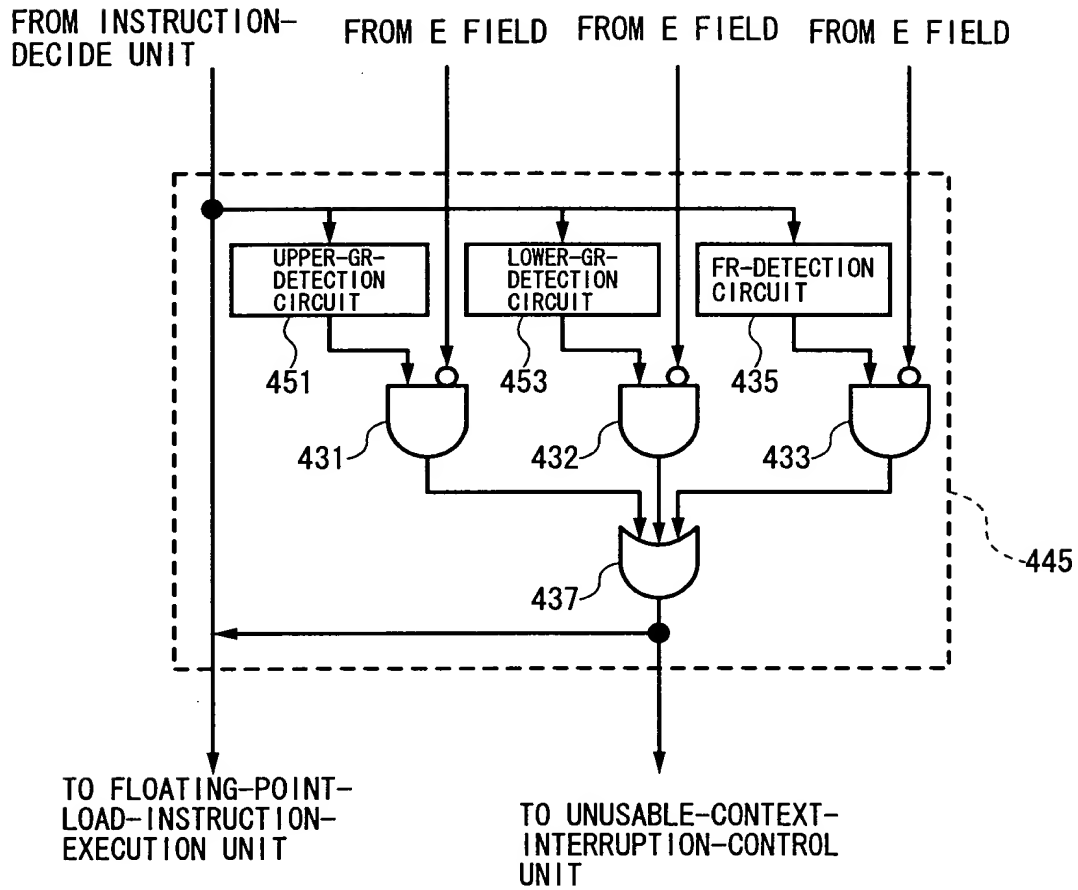 FROM INSTRUCTION-
DECIDE UNIT
FROM E FIELD
FROM E FIELD
FROM E FIELD
UPPER-GR-
DETECTION
CIRCUIT
LOWER-GR-
DETECTION
CIRCUIT
FR-DETECTION
CIRCUIT
451
453
435
431
432
433
437
445
TO FLOATING-POINT-
LOAD-INSTRUCTION-
EXECUTION UNIT
TO UNUSABLE-CONTEXT-
INTERRUPTION-CONTROL
UNIT